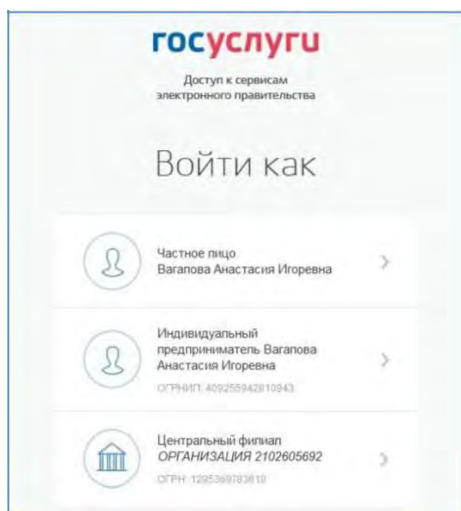 госуслуги
Доступ к сервисам
электронного правительства
Войти как
Частное лицо
Вагапова Анастасия Игоревна
Индивидуальный
предприниматель Вагапова
Анастасия Игоревна
ОГРНИП: 409255942810943
Центральный филиал
ОРГАНИЗАЦИЯ 2102605692
ОГРН: 1295369783610